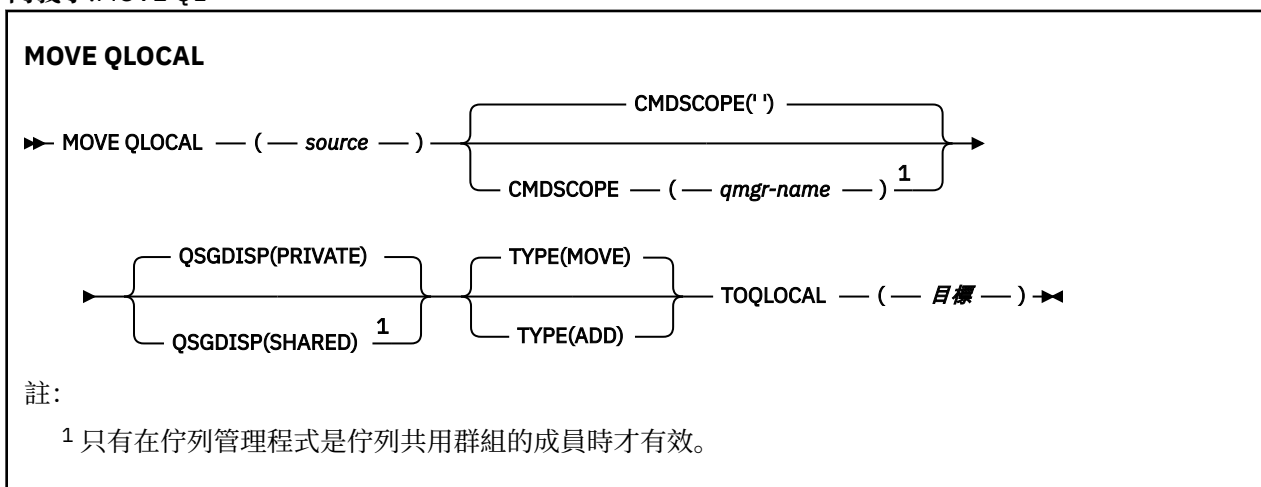 MOVE QLOCAL
CMDSCOPE(' ')
MOVE QLOCAL ( source )
CMDSCOPE ( qmgr-name ) 1
QSGDISP(PRIVATE) TYPE(MOVE)
TOQLOCAL ( 目標 )
QSGDISP(SHARED) 1 TYPE(ADD)
註:
1 只有在佇列管理程式是佇列共用群組的成員時才有效。